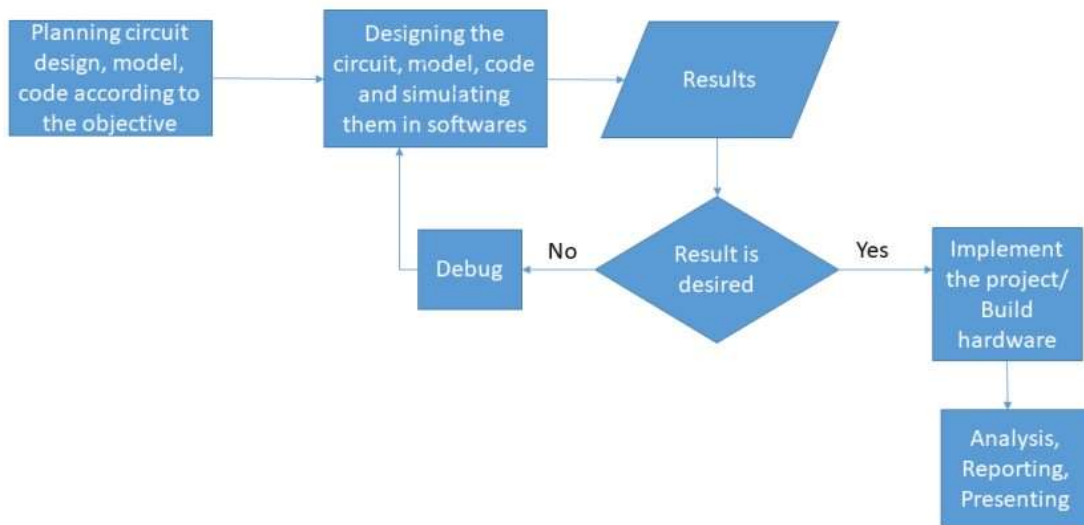 Planning circuit
design, model,
code according to
the objective
Designing the
circuit, model, code
and simulating
them in softwares
Results
Result is
desired
No
Debug
Yes
Implement
the project/
Build
hardware
Analysis,
Reporting,
Presenting